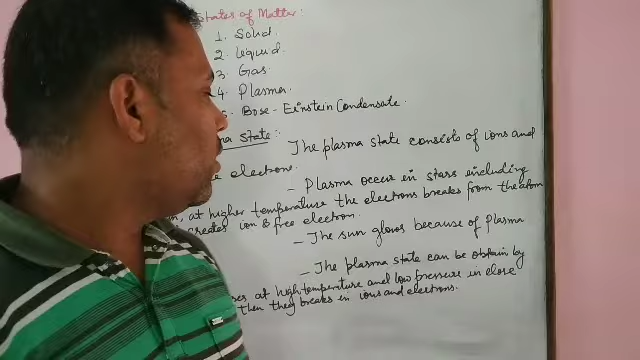 States of Matter
1. Solid.
2. Liquid.
3 Gas.
4 Plasma.
Bose - Einstein Condensate.
State :-
The plasma state consists of ions and
electrons.
- Plasma occur in stars including
, at higher temperature the electrons breaks from the atom
creates ion & free electron.
- The sun glows because of plasma
- The plasma state can be obtain by
at high temperature and low pressure in close
then they breaks in ions and electrons.